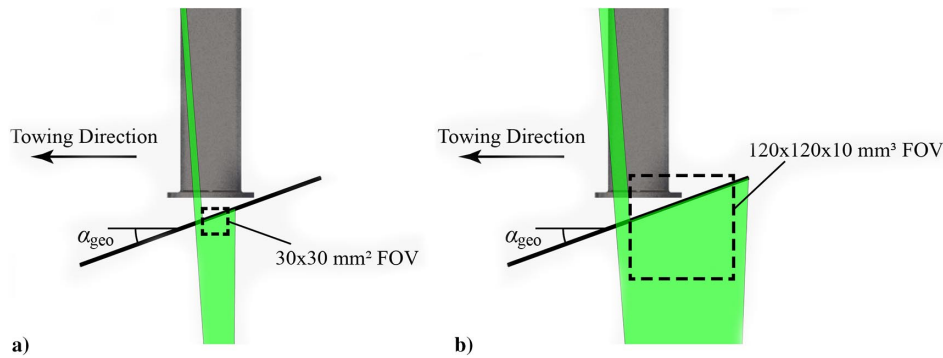 Towing Direction
α_geo
30x30 mm² FOV
a)
Towing Direction
120x120x10 mm³ FOV
α_geo
b)